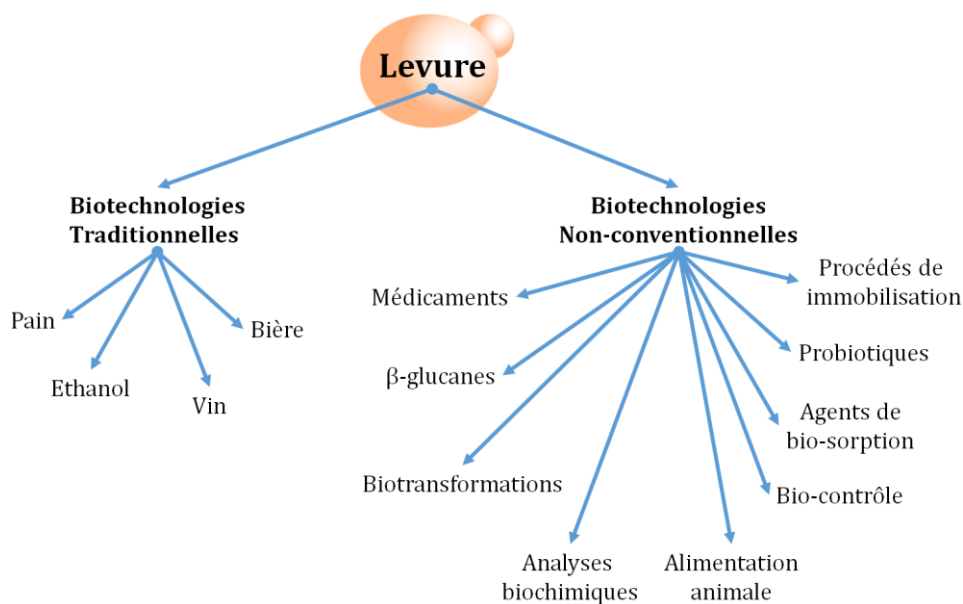 Levure
Biotechnologies
Traditionnelles
Biotechnologies
Non-conventionnelles
Pain
Ethanol
Vin
Bière
Médicaments
β-glucanes
Biotransformations
Analyses
biochimiques
Alimentation
animale
Bio-contrôle
Agents de
bio-sorption
Probiotiques
Procédés de
immobilisation